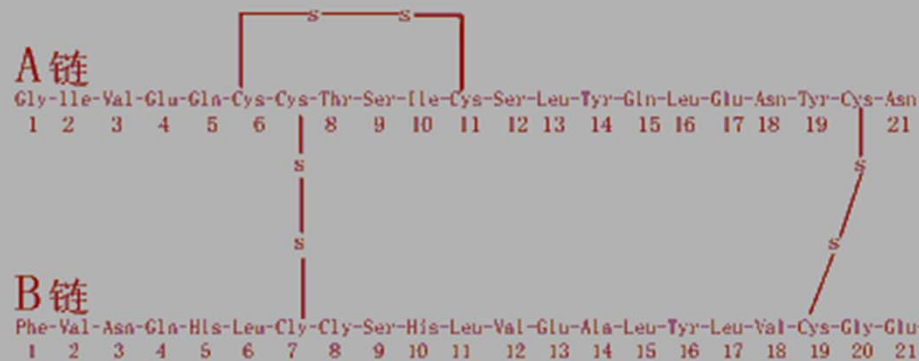 S S
A链
Gly-Ile-Val-Glu-Gln-Cys-Cys-Thr-Ser-Ile-Cys-Ser-Leu-Tyr-Gln-Leu-Glu-Asn-Tyr-Cys-Asn
1 2 3 4 5 6 8 9 10 11 12 13 14 15 16 17 18 19 21
S S
S S
B链
Phe-Val-Asn-Gln-His-Leu-Cly-Cly-Ser-His-Leu-Val-Glu-Ala-Leu-Tyr-Leu-Val-Cys-Gly-Glu
1 2 3 4 5 6 7 8 9 10 11 12 13 14 15 16 17 18 19 20 21